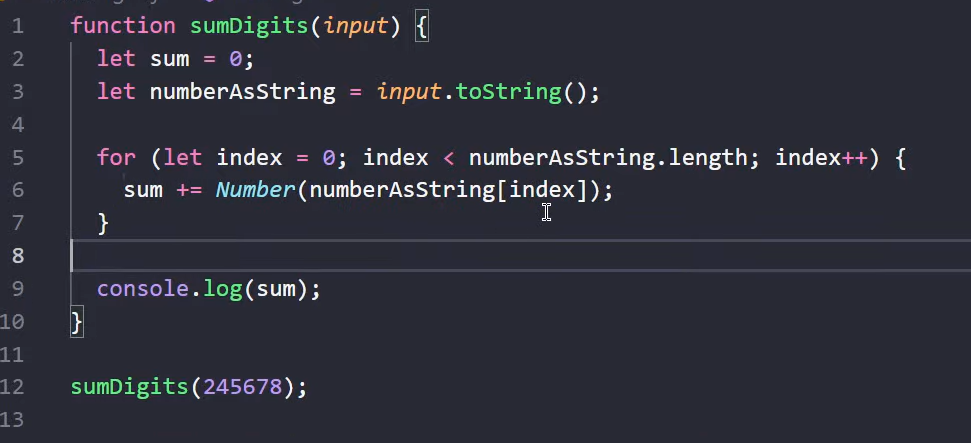 1 function sumDigits(input) {
2 let sum = 0;
3 let numberAsString = input.toString();
4
5 for (let index = 0; index < numberAsString.length; index++) {
6 sum += Number(numberAsString[index]);
7 }
8
9 console.log(sum);
10 }
11
12 sumDigits(245678);
13